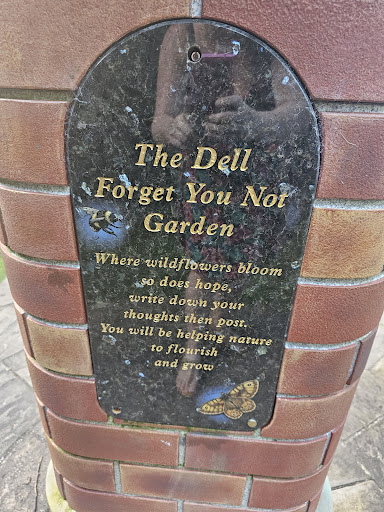 The Dell
Forget You Not
Garden
Where wildflowers bloom
so does hope,
write down your
thoughts then post.
You will be helping nature
to flourish
and grow